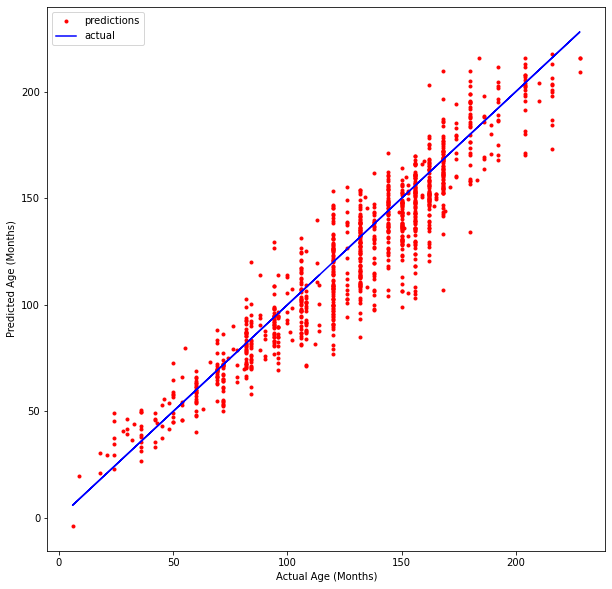 predictions
actual
200
150
100
50
0
Predicted Age (Months)
0 50 100 150 200
Actual Age (Months)